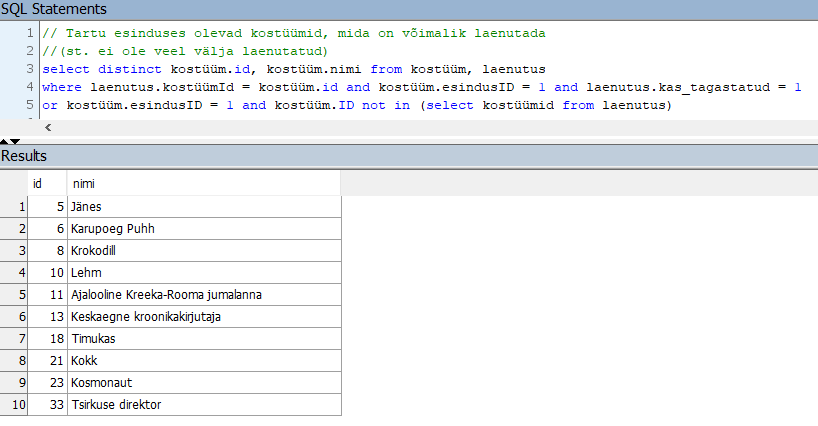 SQL Statements
1 // Tartu esinduses olevad kostüümid, mida on võimalik laenutada
2 //(st. ei ole veel välja laenutatud)
3 select distinct kostüüm.id, kostüüm.nimi from kostüüm, laenutus
4 where laenutus.kostüümId = kostüüm.id and kostüüm.esindusID = 1 and laenutus.kas_tagastatud = 1
5 or kostüüm.esindusID = 1 and kostüüm.ID not in (select kostüümid from laenutus)
Results
id nimi
1 5 Jänes
2 6 Karupoeg Puhh
3 8 Krokodill
4 10 Lehm
5 11 Ajalooline Kreeka-Rooma jumalanna
6 13 Keskaegne kroonikakirjutaja
7 18 Timukas
8 21 Kokk
9 23 Kosmonaut
10 33 Tsirkuse direktor